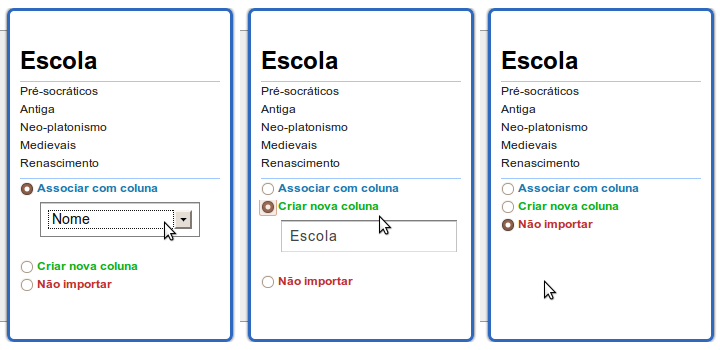 Escola
Pré-socráticos
Antiga
Neo-platonismo
Medievais
Renascimento
Associar com coluna
Nome
Criar nova coluna
Não importar
Escola
Pré-socráticos
Antiga
Neo-platonismo
Medievais
Renascimento
Associar com coluna
Criar nova coluna
Escola
Não importar
Escola
Pré-socráticos
Antiga
Neo-platonismo
Medievais
Renascimento
Associar com coluna
Criar nova coluna
Não importar